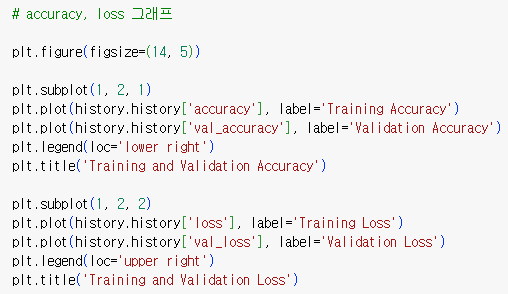 # accuracy, loss 그래프
plt.figure(figsize=(14, 5))
plt.subplot(1, 2, 1)
plt.plot(history.history['accuracy'], label='Training Accuracy')
plt.plot(history.history['val_accuracy'], label='Validation Accuracy')
plt.legend(loc='lower right')
plt.title('Training and Validation Accuracy')
plt.subplot(1, 2, 2)
plt.plot(history.history['loss'], label='Training Loss')
plt.plot(history.history['val_loss'], label='Validation Loss')
plt.legend(loc='upper right')
plt.title('Training and Validation Loss')